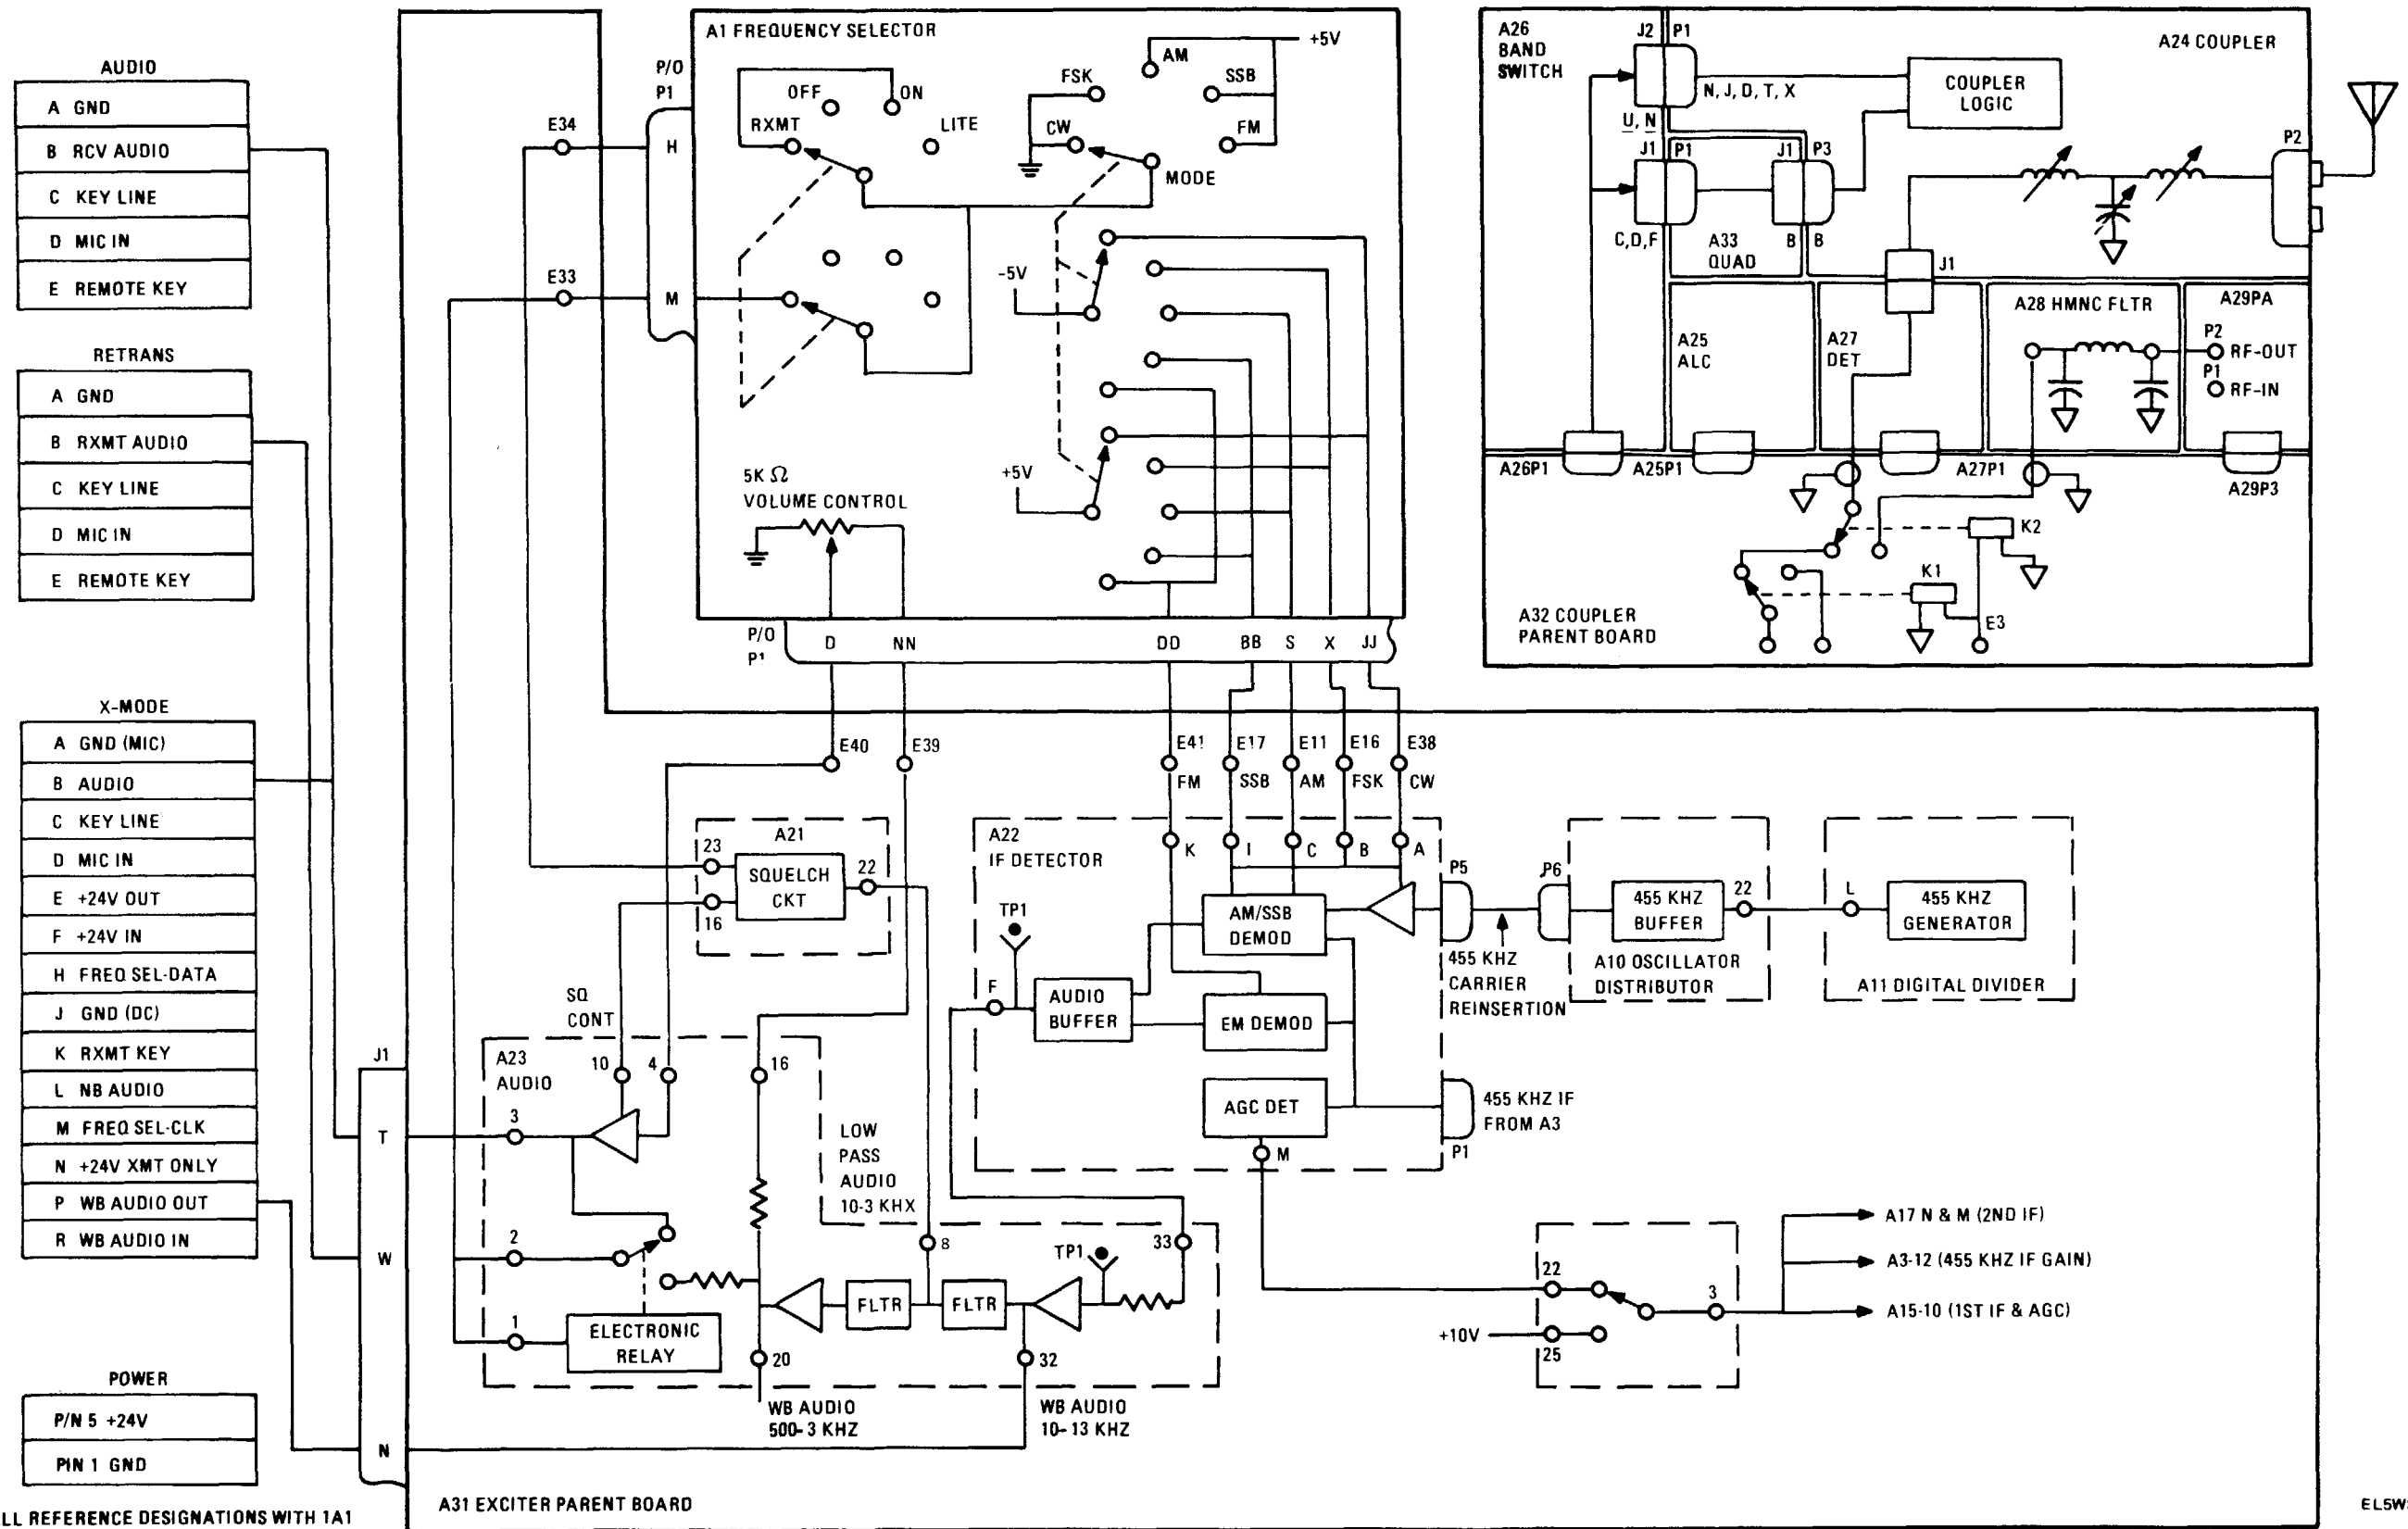 AUDIO
A GND
B RCV AUDIO
C KEY LINE
D MIC IN
E REMOTE KEY
RETRANS
A GND
B RXMT AUDIO
C KEY LINE
D MIC IN
E REMOTE KEY
X-MODE
A GND (MIC)
B AUDIO
C KEY LINE
D MIC IN
E +24V OUT
F +24V IN
H FREQ SEL-DATA
J GND (DC)
K RXMT KEY
L NB AUDIO
M FREQ SEL-CLK
N +24V XMT ONLY
P WB AUDIO OUT
R WB AUDIO IN
POWER
P/N 5 +24V
PIN 1 GND
LL REFERENCE DESIGNATIONS WITH 1A1
J1
T
W
N
A31 EXCITER PARENT BOARD
E34
E33
P/O
P1
H
M
A1 FREQUENCY SELECTOR
OFF
ON
RXMT
LITE
FSK
AM
+5V
SSB
CW
FM
MODE
-5V
+5V
5K Ω
VOLUME CONTROL
P/O
P1
D
NN
DD
BB
S
X
JJ
E40
E39
E41
E17
E11
E16
E38
FM
SSB
AM
FSK
CW
A21
23
16
22
SQUELCH
CKT
SQ
CONT
A23
AUDIO
10
4
16
3
2
1
ELECTRONIC
RELAY
LOW
PASS
AUDIO
10-3 KHX
8
33
TP1
FLTR
FLTR
20
32
WB AUDIO
500-3 KHZ
WB AUDIO
10-13 KHZ
A22
IF DETECTOR
K
I
C
B
A
TP1
F
AUDIO
BUFFER
AM/SSB
DEMOD
EM DEMOD
AGC DET
M
P5
P6
455 KHZ
CARRIER
REINSERTION
455 KHZ IF
FROM A3
P1
455 KHZ
BUFFER
22
A10 OSCILLATOR
DISTRIBUTOR
L
455 KHZ
GENERATOR
A11 DIGITAL DIVIDER
22
3
+10V
25
A17 N & M (2ND IF)
A3-12 (455 KHZ IF GAIN)
A15-10 (1ST IF & AGC)
A26
BAND
SWITCH
J2
P1
A24 COUPLER
N, J, D, T, X
COUPLER
LOGIC
U, N
J1
P1
J1
P3
P2
C,D,F
A33
QUAD
B
B
J1
A25
ALC
A27
DET
A28 HMNC FLTR
A29PA
P2
RF-OUT
P1
RF-IN
A26P1
A25P1
A27P1
A29P3
K2
K1
E3
A32 COUPLER
PARENT BOARD